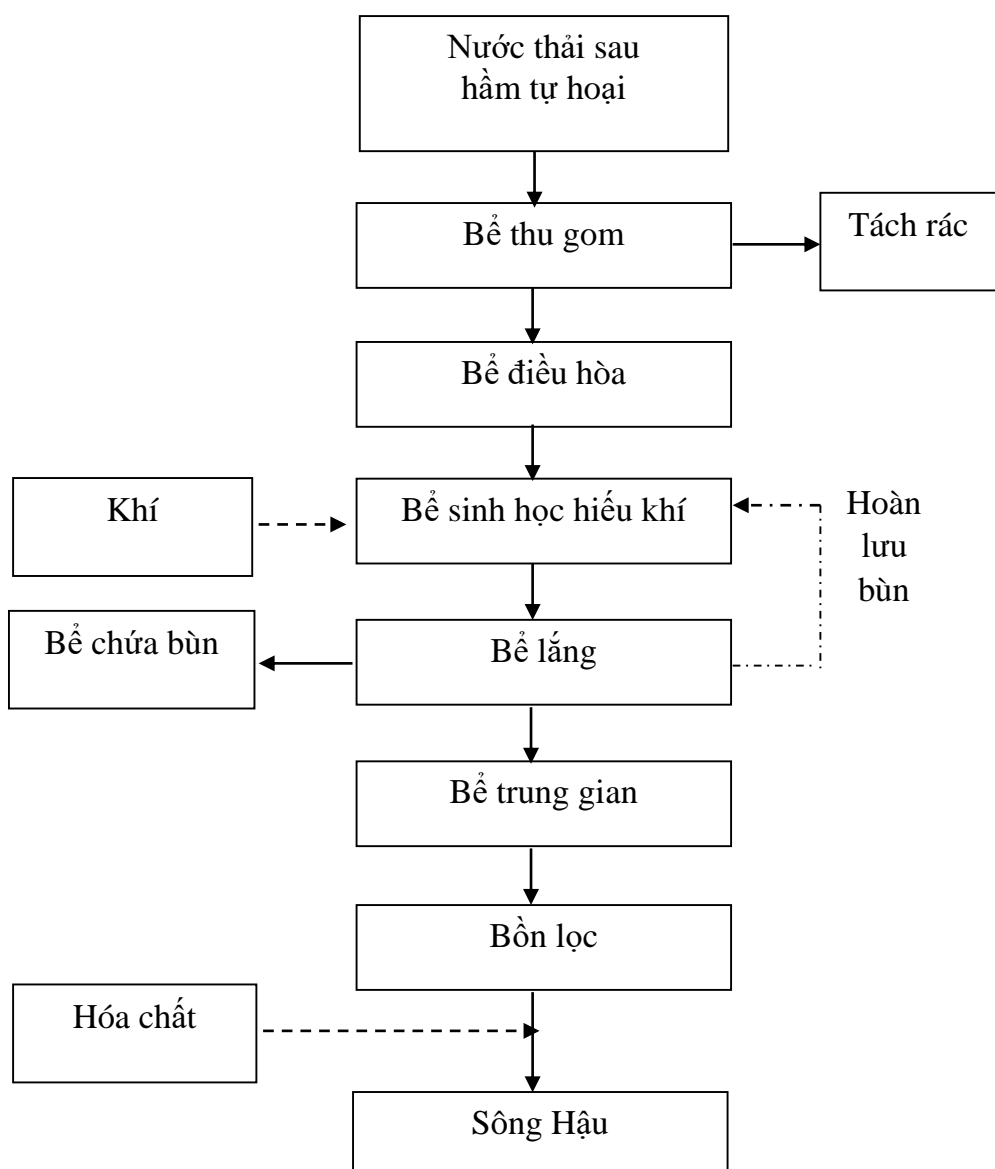 Nước thải sau
hầm tự hoại
Bể thu gom
Tách rác
Bể điều hòa
Khí
Bể sinh học hiếu khí
Hoàn
lưu
bùn
Bể chứa bùn
Bể lắng
Bể trung gian
Bồn lọc
Hóa chất
Sông Hậu